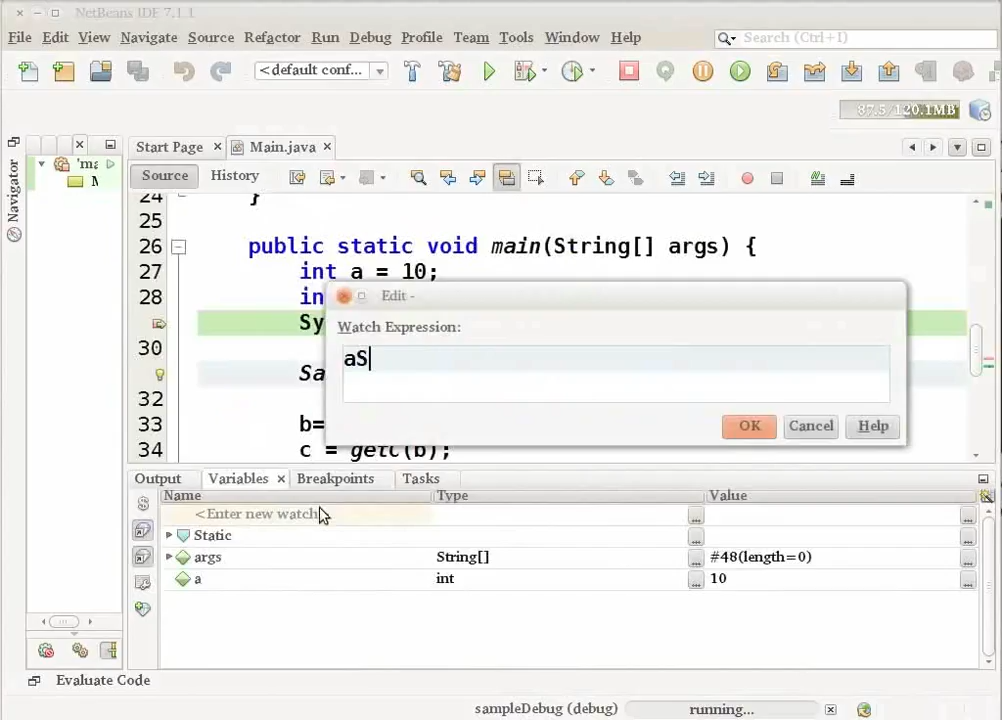 NetBeans IDE 7.1.1
File Edit View Navigate Source Refactor Run Debug Profile Team Tools Window Help
Search (Ctrl+I)
<default conf...
87.5/120.1MB
Start Page Main.java
Navigator
'ma
Source History
24 }
25
26 public static void main(String[] args) {
27 int a = 10;
28 in
Sy
30
Sa
32
33 b=
34 c = getC(b);
Edit -
Watch Expression:
aS
OK Cancel Help
Output Variables Breakpoints Tasks
Name Type Value
<Enter new watch
Static
args String[] #48(length=0)
a int 10
Evaluate Code
sampleDebug (debug) running...